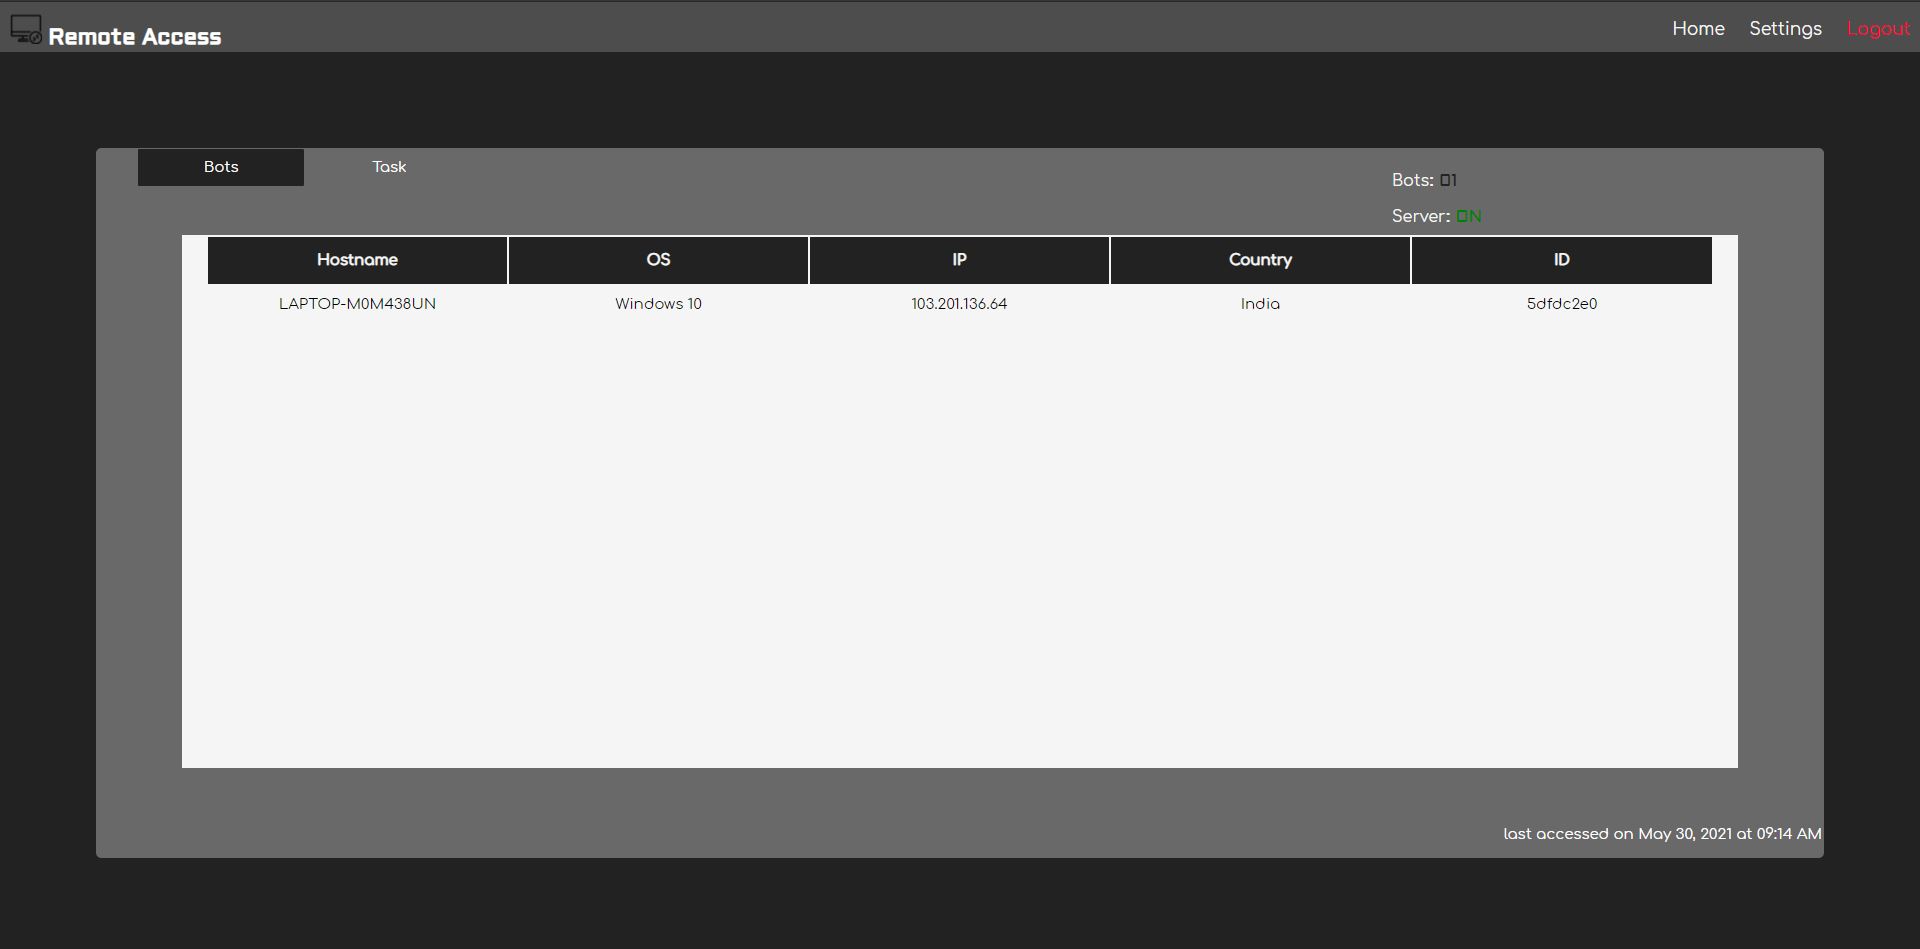 Remote Access
Home Settings Logout
Bots Task
Bots: 01
Server: ON
Hostname OS IP Country ID
LAPTOP-M0M438UN Windows 10 103.201.136.64 India 5dfdc2e0
last accessed on May 30, 2021 at 09:14 AM